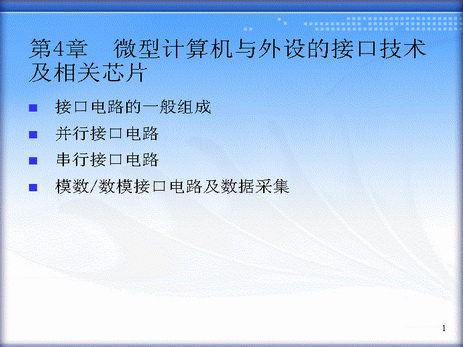 第4章　微型计算机与外设的接口技术
及相关芯片
接口电路的一般组成
并行接口电路
串行接口电路
模数/数模接口电路及数据采集
1